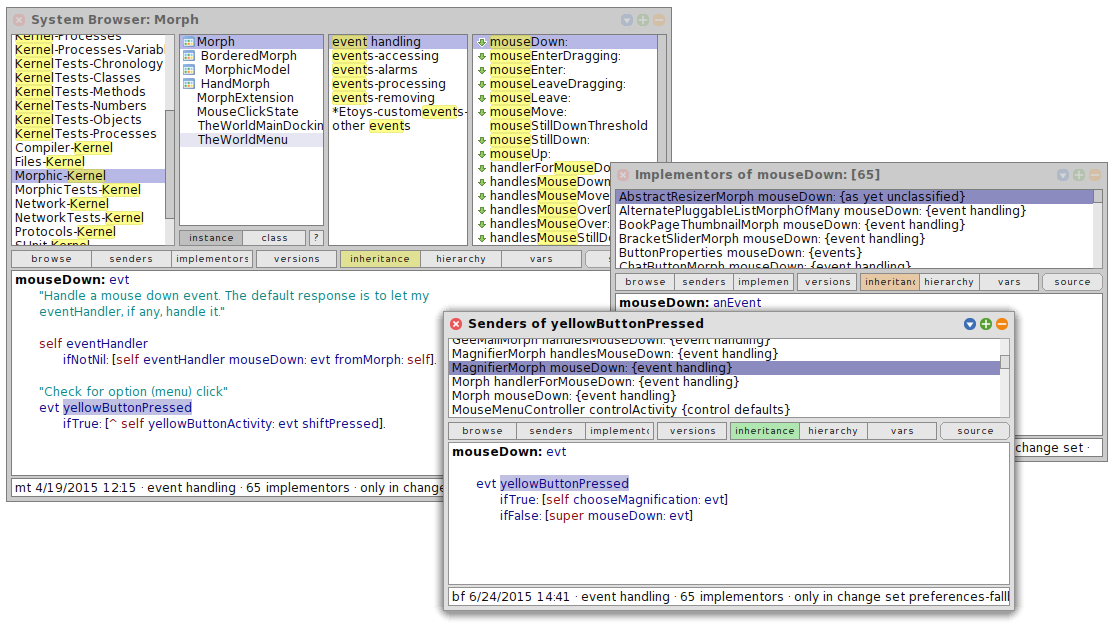 System Browser: Morph
Kernel-Processes
Kernel-Processes-Variabl
KernelTests-Chronology
KernelTests-Classes
KernelTests-Methods
KernelTests-Numbers
KernelTests-Objects
KernelTests-Processes
Compiler-Kernel
Files-Kernel
Morphic-Kernel
MorphicTests-Kernel
Network-Kernel
NetworkTests-Kernel
Protocols-Kernel
SUnit-Kernel
Morph
BorderedMorph
MorphicModel
HandMorph
MorphExtension
MouseClickState
TheWorldMainDockin
TheWorldMenu
instance class ?
event handling
events-accessing
events-alarms
events-processing
events-removing
*Etoys-customevents-
other events
mouseDown:
mouseEnterDragging:
mouseEnter:
mouseLeaveDragging:
mouseLeave:
mouseMove:
mouseStillDownThreshold
mouseStillDown:
mouseUp:
handlerForMouseDo
handlesMouseDown
handlesMouseMove
handlesMouseOverD
handlesMouseOver:
handlesMouseStillD
browse senders implementors versions inheritance hierarchy vars s
mouseDown: evt
"Handle a mouse down event. The default response is to let my
eventHandler, if any, handle it."
self eventHandler
ifNotNil: [self eventHandler mouseDown: evt fromMorph: self].
"Check for option (menu) click"
evt yellowButtonPressed
ifTrue: [^ self yellowButtonActivity: evt shiftPressed].
mt 4/19/2015 12:15 · event handling · 65 implementors · only in change
Implementors of mouseDown: [65]
AbstractResizerMorph mouseDown: {as yet unclassified}
AlternatePluggableListMorphOfMany mouseDown: {event handling}
BookPageThumbnailMorph mouseDown: {event handling}
BracketSliderMorph mouseDown: {event handling}
ButtonProperties mouseDown: {events}
ChatButtonMorph mouseDown: {event handling}
browse senders implemen versions inheritanc hierarchy vars source
mouseDown: anEvent
change set ·
Senders of yellowButtonPressed
GeeMailMorph handlesMouseDown: {event handling}
MagnifierMorph handlesMouseDown: {event handling}
MagnifierMorph mouseDown: {event handling}
Morph handlerForMouseDown: {event handling}
Morph mouseDown: {event handling}
MouseMenuController controlActivity {control defaults}
browse senders implementc versions inheritance hierarchy vars source
mouseDown: evt
evt yellowButtonPressed
ifTrue: [self chooseMagnification: evt]
ifFalse: [super mouseDown: evt]
bf 6/24/2015 14:41 · event handling · 65 implementors · only in change set preferences-falll